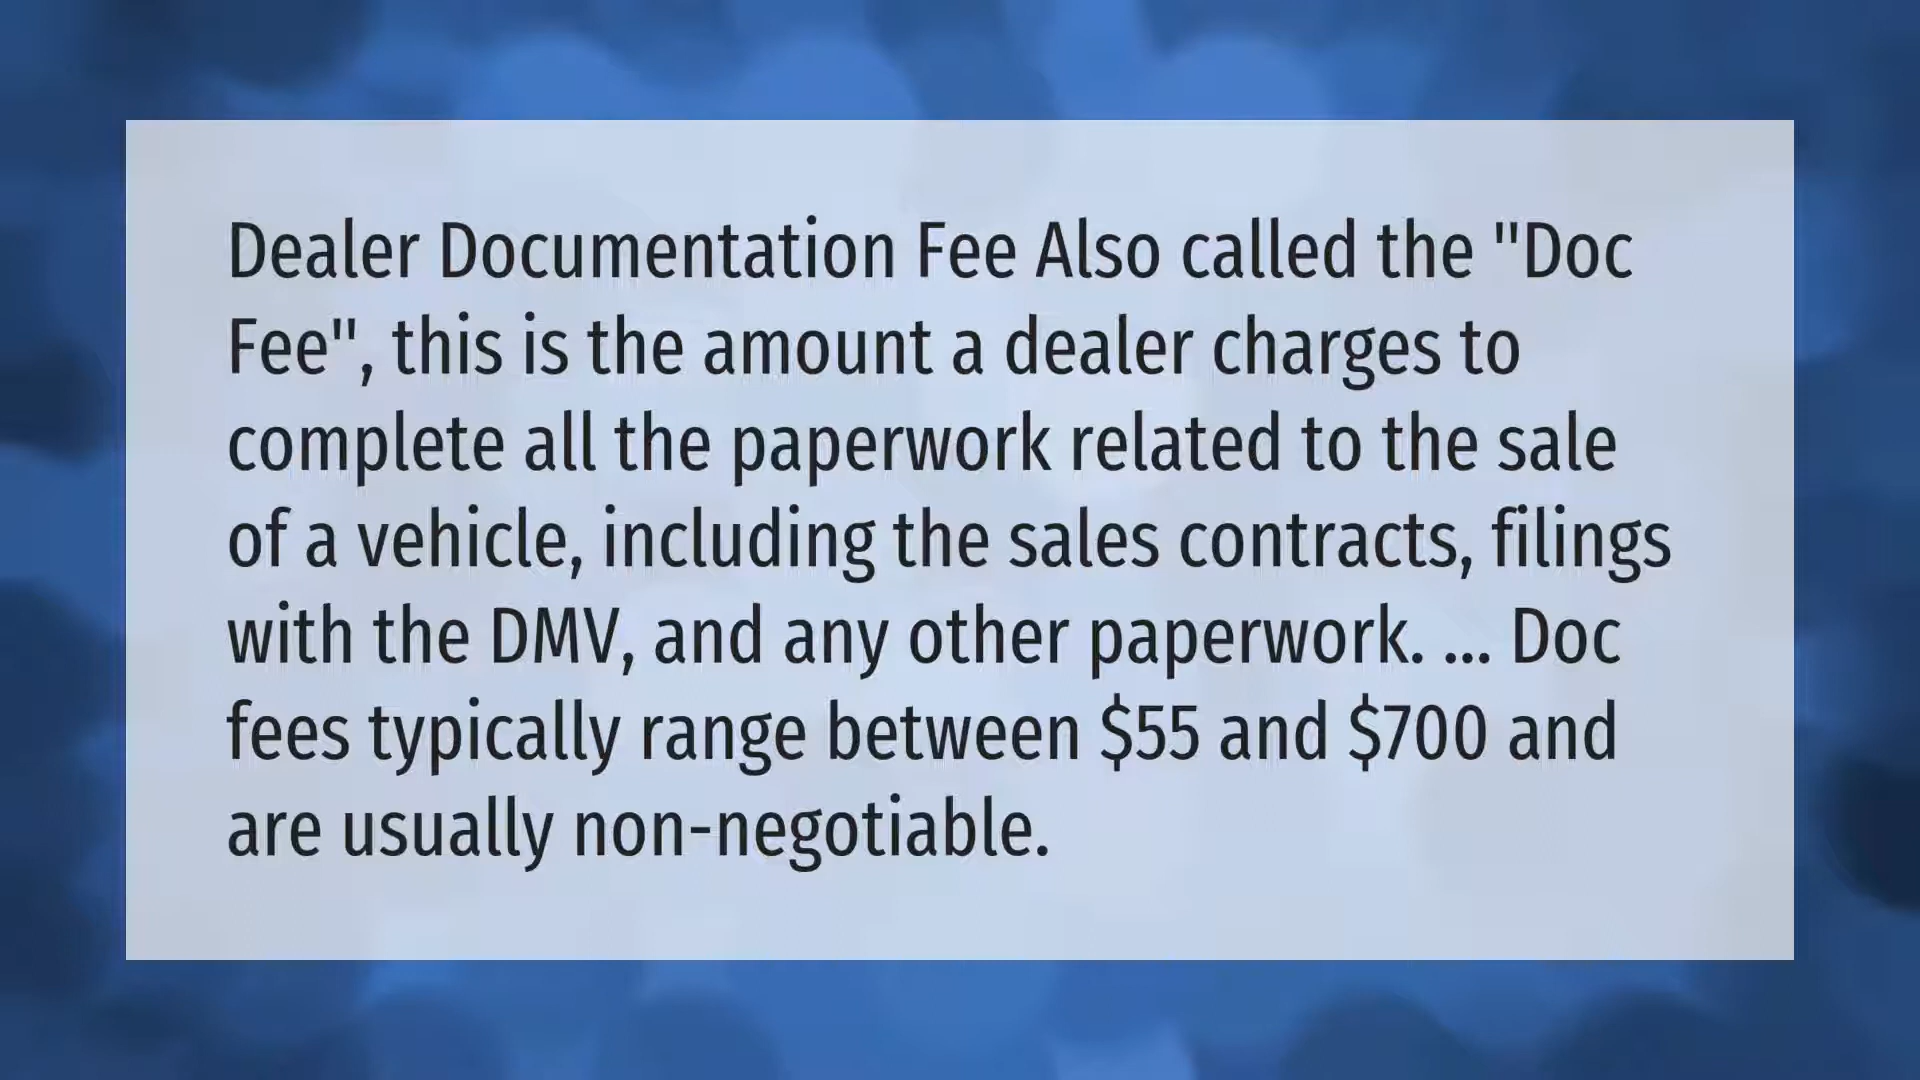 Dealer Documentation Fee Also called the "Doc
Fee", this is the amount a dealer charges to
complete all the paperwork related to the sale
of a vehicle, including the sales contracts, filings
with the DMV, and any other paperwork. ... Doc
fees typically range between $55 and $700 and
are usually non-negotiable.